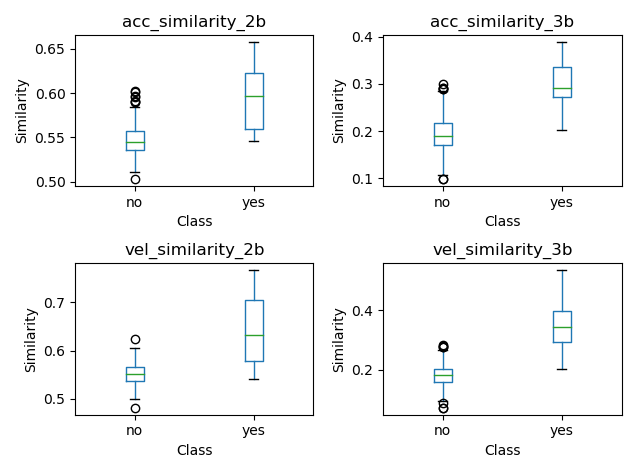 acc_similarity_2b
Similarity
0.65
0.60
0.55
0.50
no
yes
Class
acc_similarity_3b
Similarity
0.4
0.3
0.2
0.1
no
yes
Class
vel_similarity_2b
Similarity
0.7
0.6
0.5
no
yes
Class
vel_similarity_3b
Similarity
0.4
0.2
no
yes
Class